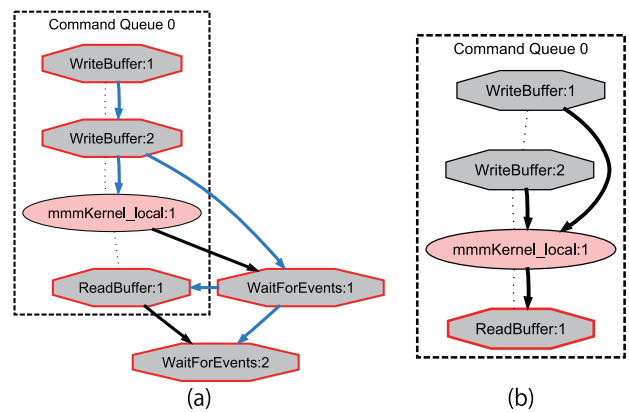 Command Queue 0
WriteBuffer:1
WriteBuffer:2
mmmKernel_local:1
ReadBuffer:1
WaitForEvents:1
WaitForEvents:2
(a)
Command Queue 0
WriteBuffer:1
WriteBuffer:2
mmmKernel_local:1
ReadBuffer:1
(b)